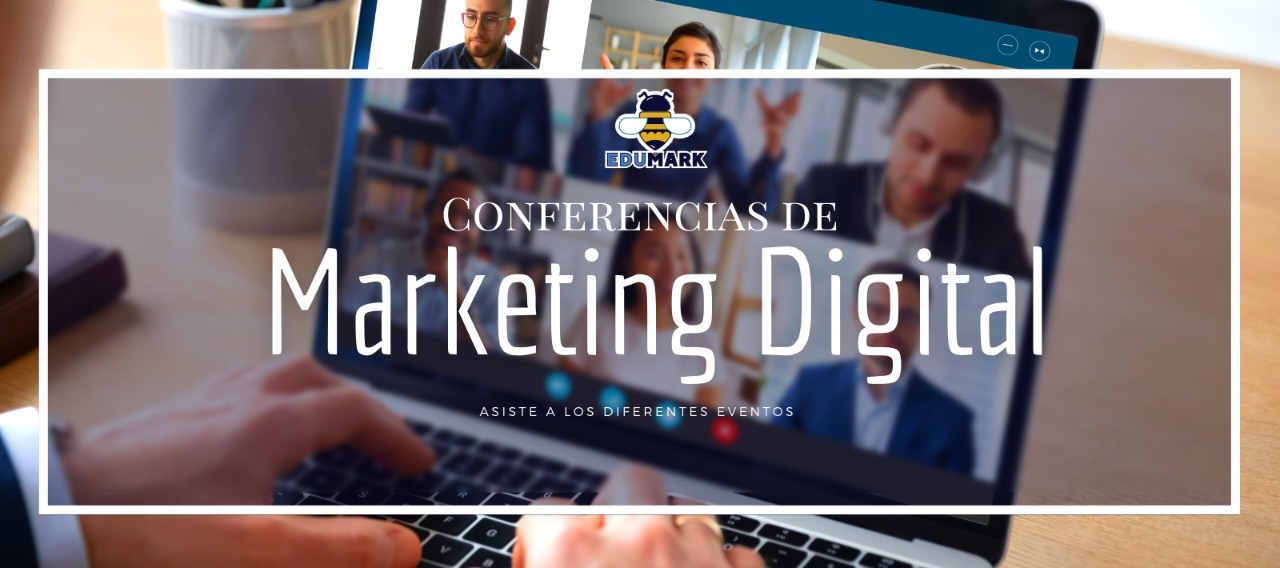 EDUMARK
CONFERENCIAS DE
Marketing Digital
ASISTE A LOS DIFERENTES EVENTOS